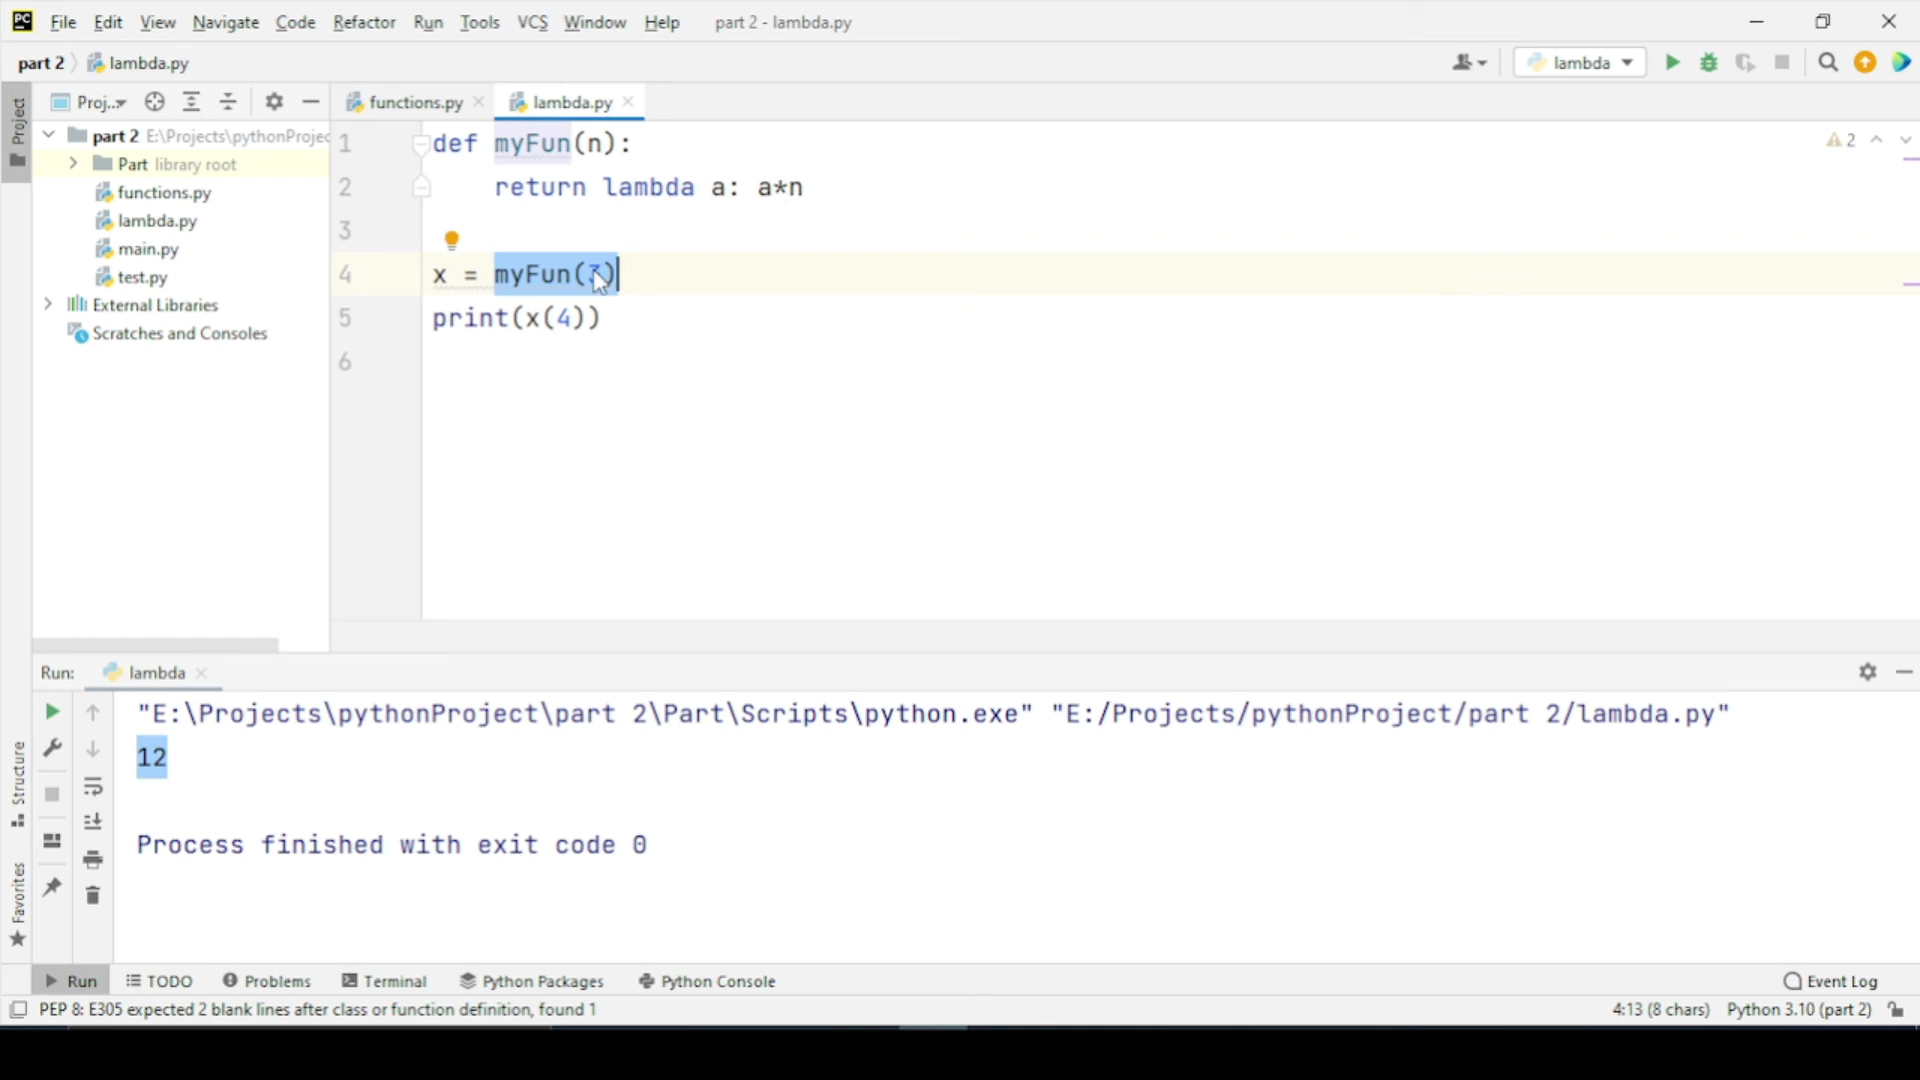 PC File Edit View Navigate Code Refactor Run Tools VCS Window Help part 2 - lambda.py
part 2 lambda.py lambda
Project Proj... functions.py lambda.py
part 2 E:\Projects\pythonProjec
Part library root
functions.py
lambda.py
main.py
test.py
External Libraries
Scratches and Consoles
1 def myFun(n):
2 return lambda a: a*n
3
4 x = myFun(3)
5 print(x(4))
6
2
Run: lambda
"E:\Projects\pythonProject\part 2\Part\Scripts\python.exe" "E:/Projects/pythonProject/part 2/lambda.py"
12
Process finished with exit code 0
Structure
Favorites
Run TODO Problems Terminal Python Packages Python Console Event Log
PEP 8: E305 expected 2 blank lines after class or function definition, found 1 4:13 (8 chars) Python 3.10 (part 2)